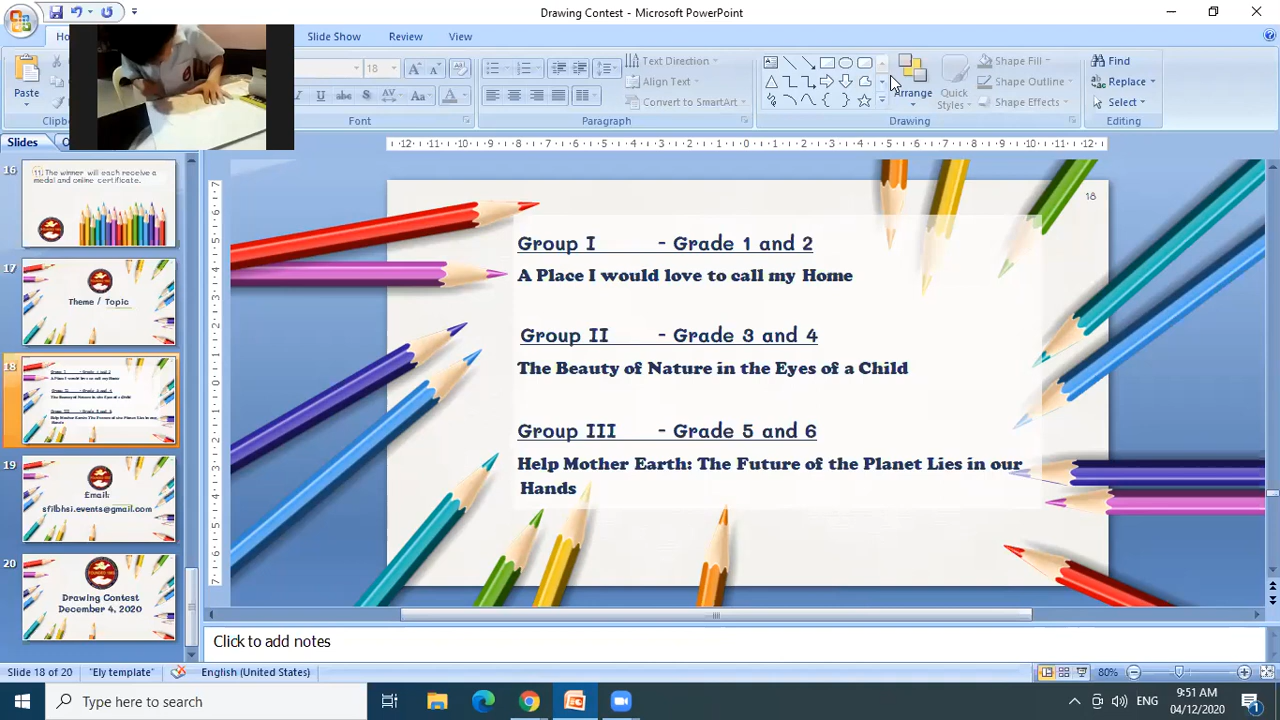 Drawing Contest - Microsoft PowerPoint
Slide Show
Review
View
Paste
18
Text Direction
Align Text
Convert to SmartArt
Arrange
Quick
Styles
Shape Fill
Shape Outline
Shape Effects
Find
Replace
Select
Font
Paragraph
Drawing
Editing
Slides
16
11. The winner will each receive a
medal and online certificate.
17
Theme / Topic
18
19
Email:
sfilbhsi.events@gmail.com
20
Drawing Contest
December 4, 2020
18
Group I - Grade 1 and 2
A Place I would love to call my Home
Group II - Grade 3 and 4
The Beauty of Nature in the Eyes of a Child
Group III - Grade 5 and 6
Help Mother Earth: The Future of the Planet Lies in our
Hands
Click to add notes
Slide 18 of 20
"Ely template"
English (United States)
80%
Type here to search
ENG
9:51 AM
04/12/2020